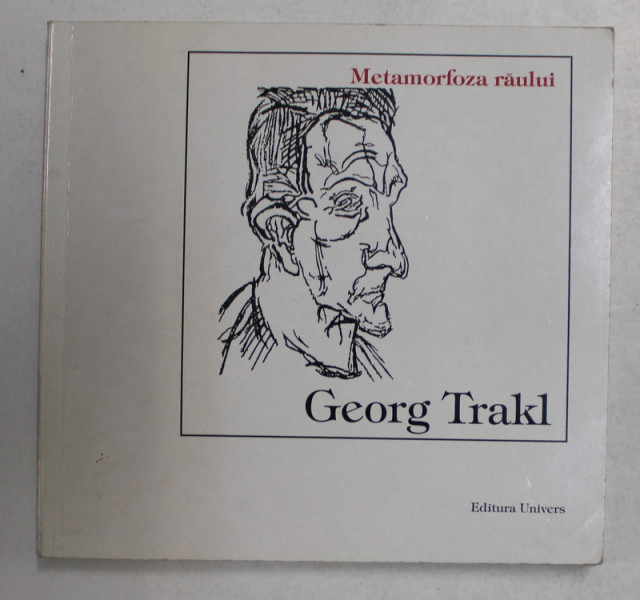 Metamorfoza răului
Georg Trakl
Editura Univers